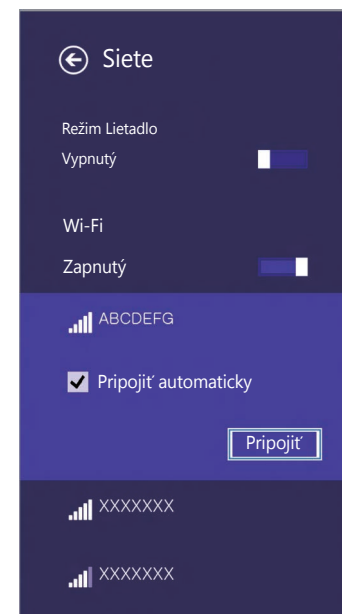 Siete
Režim Lietadlo
Vypnutý
Wi-Fi
Zapnutý
ABCDEFG
Pripojiť automaticky
Pripojiť
XXXXXXX
XXXXXXX